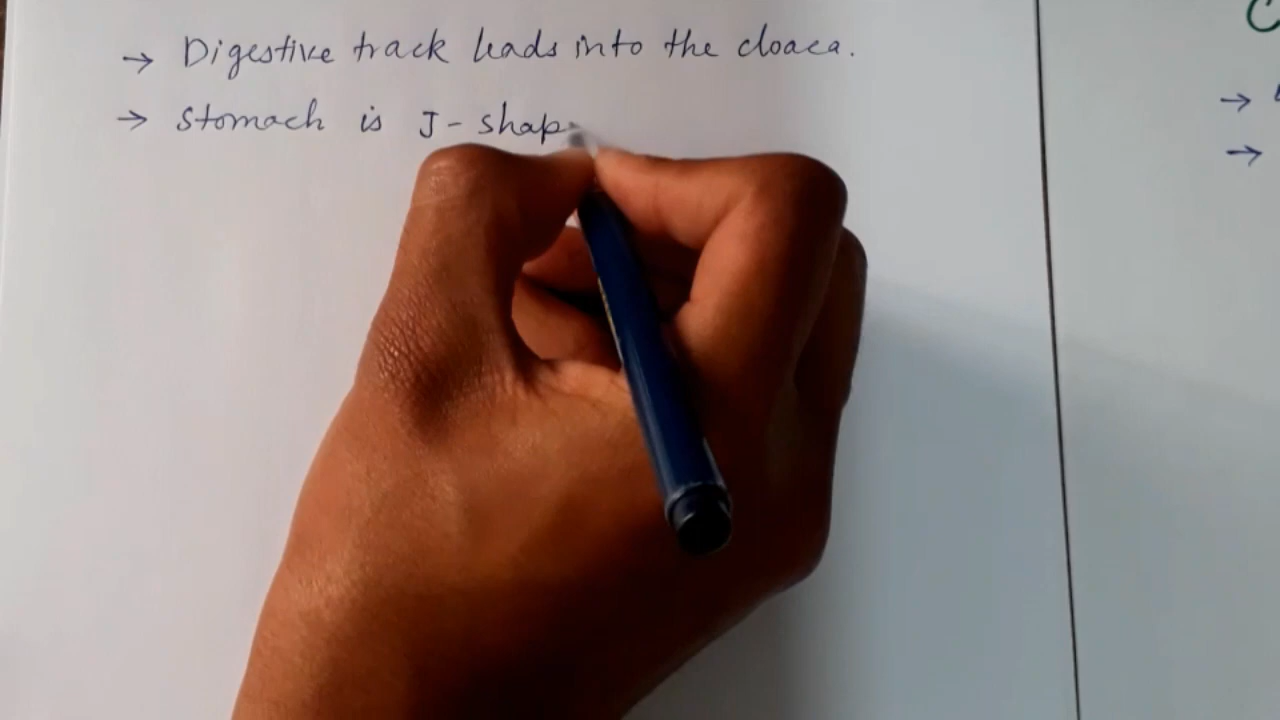 → Digestive track leads into the cloaca.
→ Stomach is J-shap
→
→